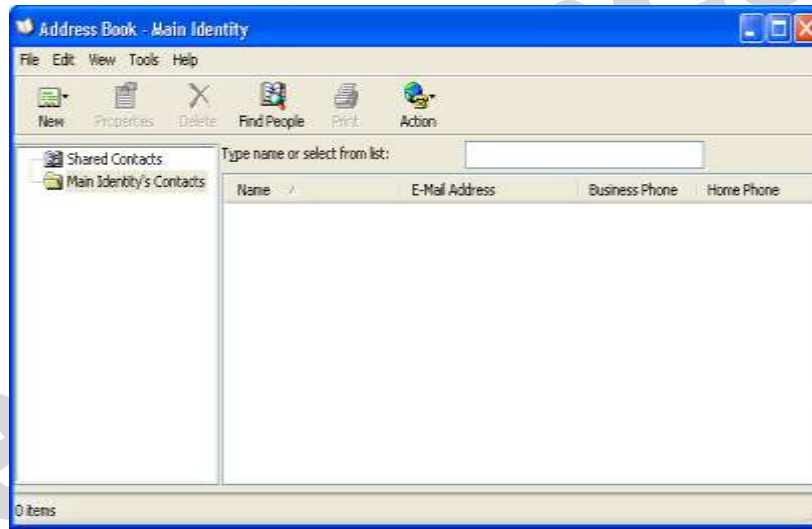 Address Book - Main Identity
File Edit View Tools Help
New Properties Delete Find People Print Action
Shared Contacts
Main Identity's Contacts
Type name or select from list:
Name E-Mail Address Business Phone Home Phone
0 items